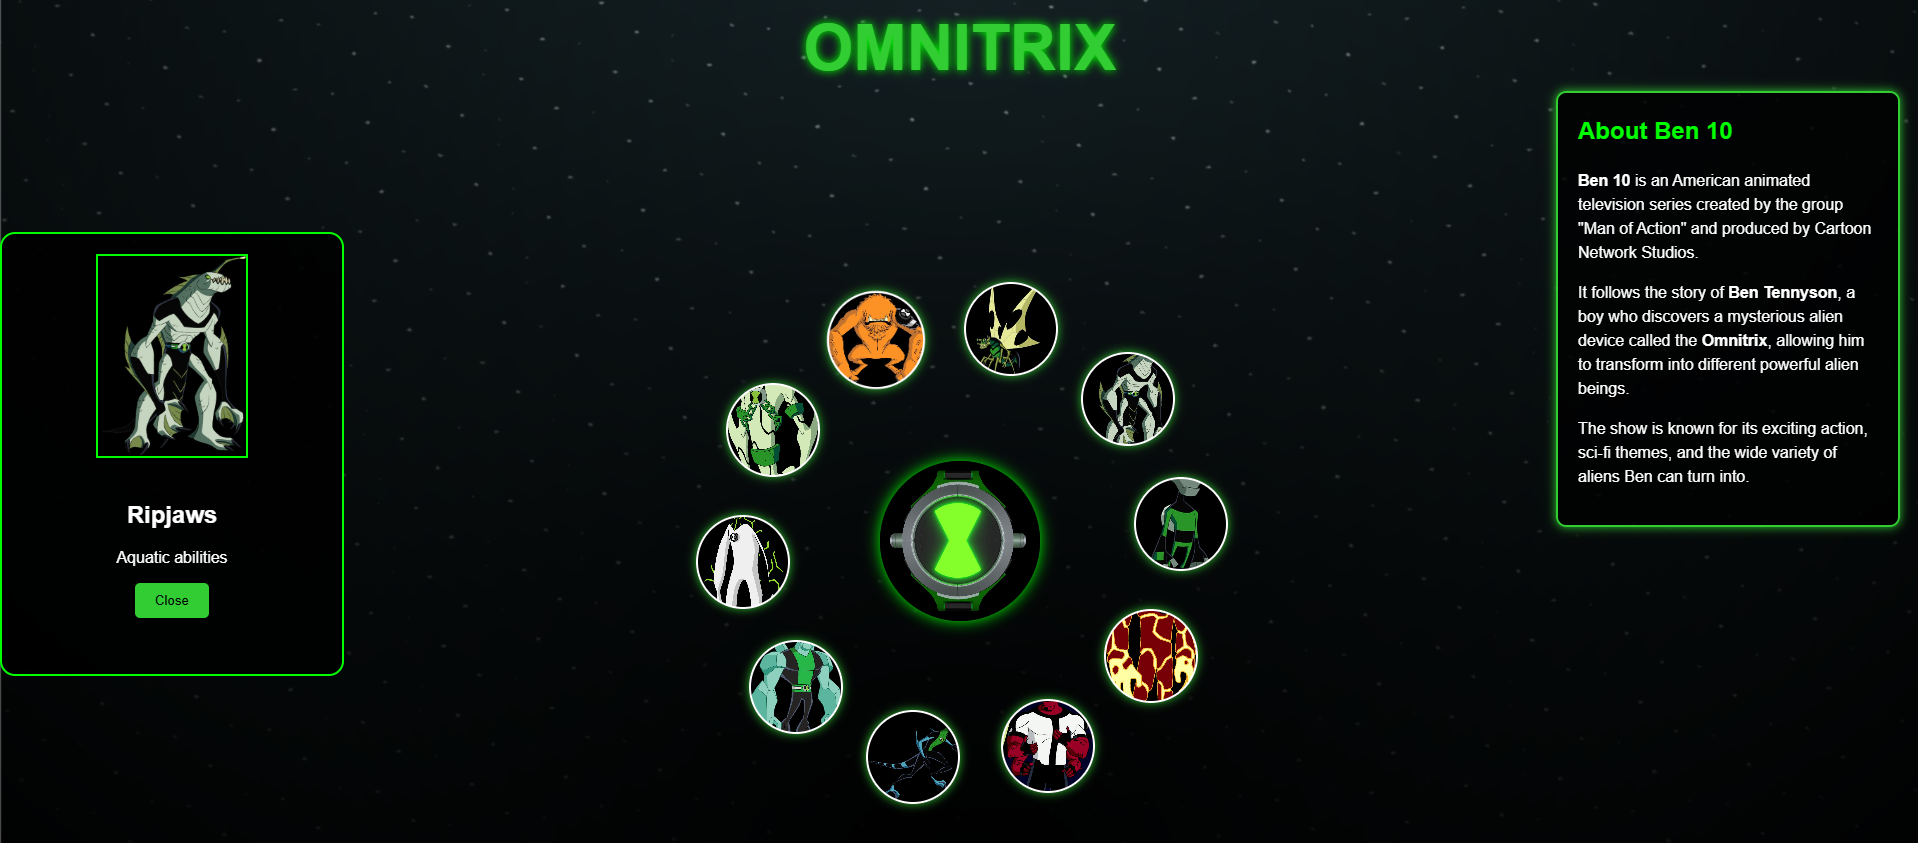 OMNITRIX
Ripjaws
Aquatic abilities
Close
About Ben 10
Ben 10 is an American animated
television series created by the group
"Man of Action" and produced by Cartoon
Network Studios.
It follows the story of Ben Tennyson, a
boy who discovers a mysterious alien
device called the Omnitrix, allowing him
to transform into different powerful alien
beings.
The show is known for its exciting action,
sci-fi themes, and the wide variety of
aliens Ben can turn into.